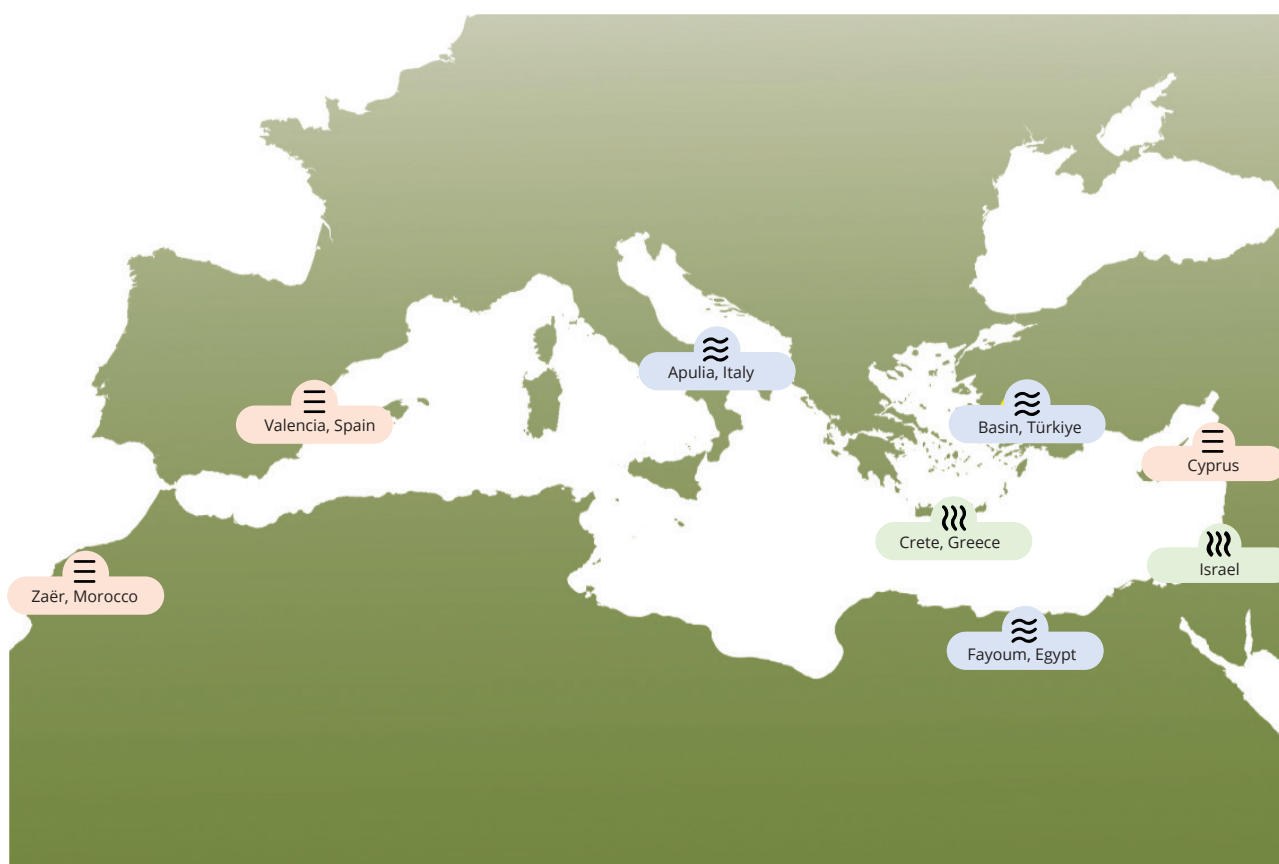 Apulia, Italy
Valencia, Spain
Basin, Türkiye
Cyprus
Crete, Greece
Israel
Zaër, Morocco
Fayoum, Egypt